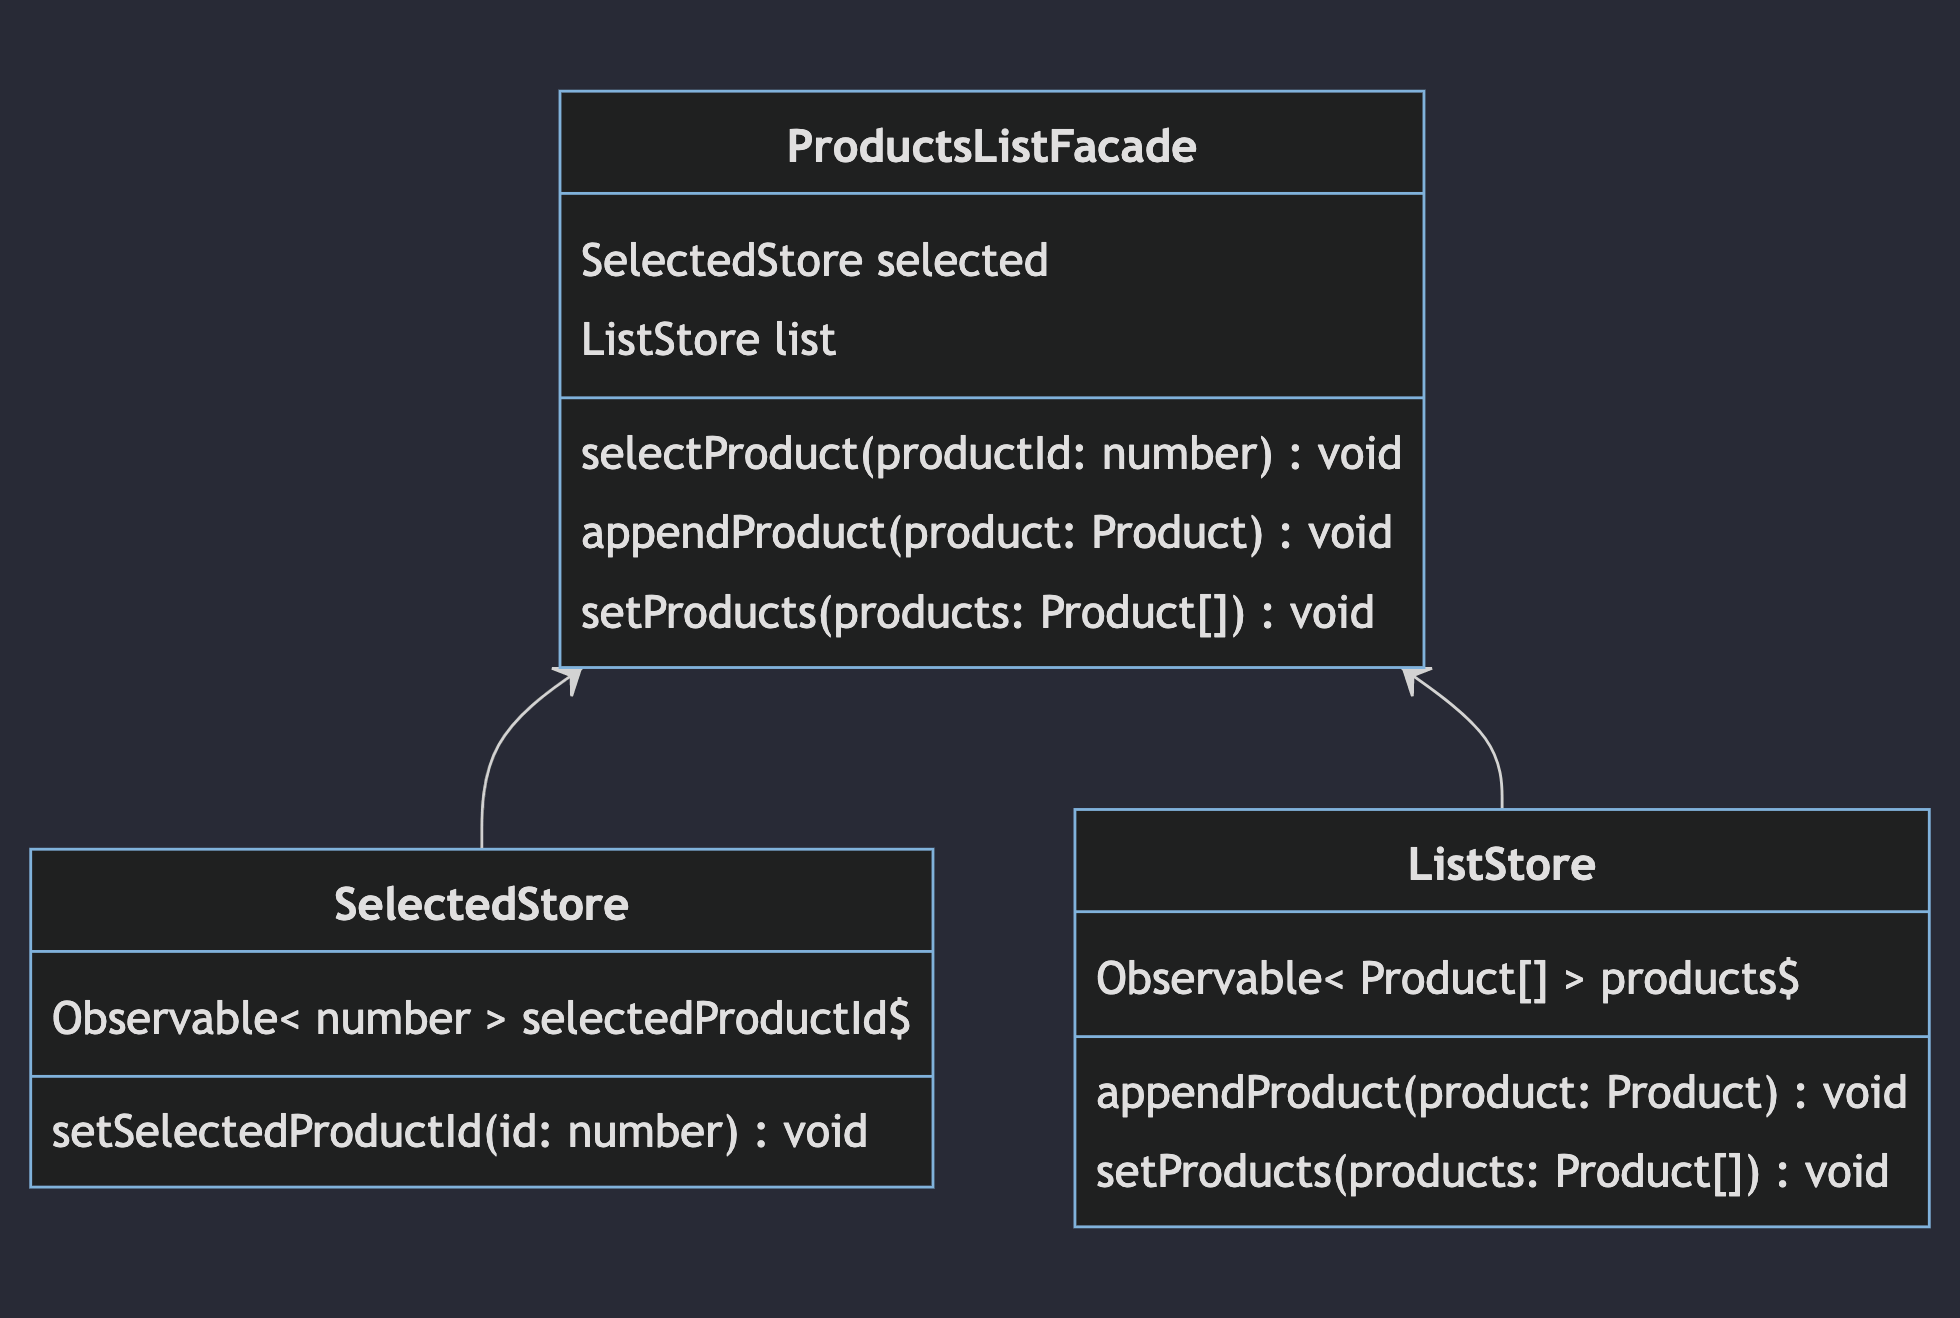 ProductsListFacade
SelectedStore selected
ListStore list
selectProduct(productId: number) : void
appendProduct(product: Product) : void
setProducts(products: Product[]) : void
SelectedStore
Observable< number > selectedProductId$
setSelectedProductId(id: number) : void
ListStore
Observable< Product[] > products$
appendProduct(product: Product) : void
setProducts(products: Product[]) : void